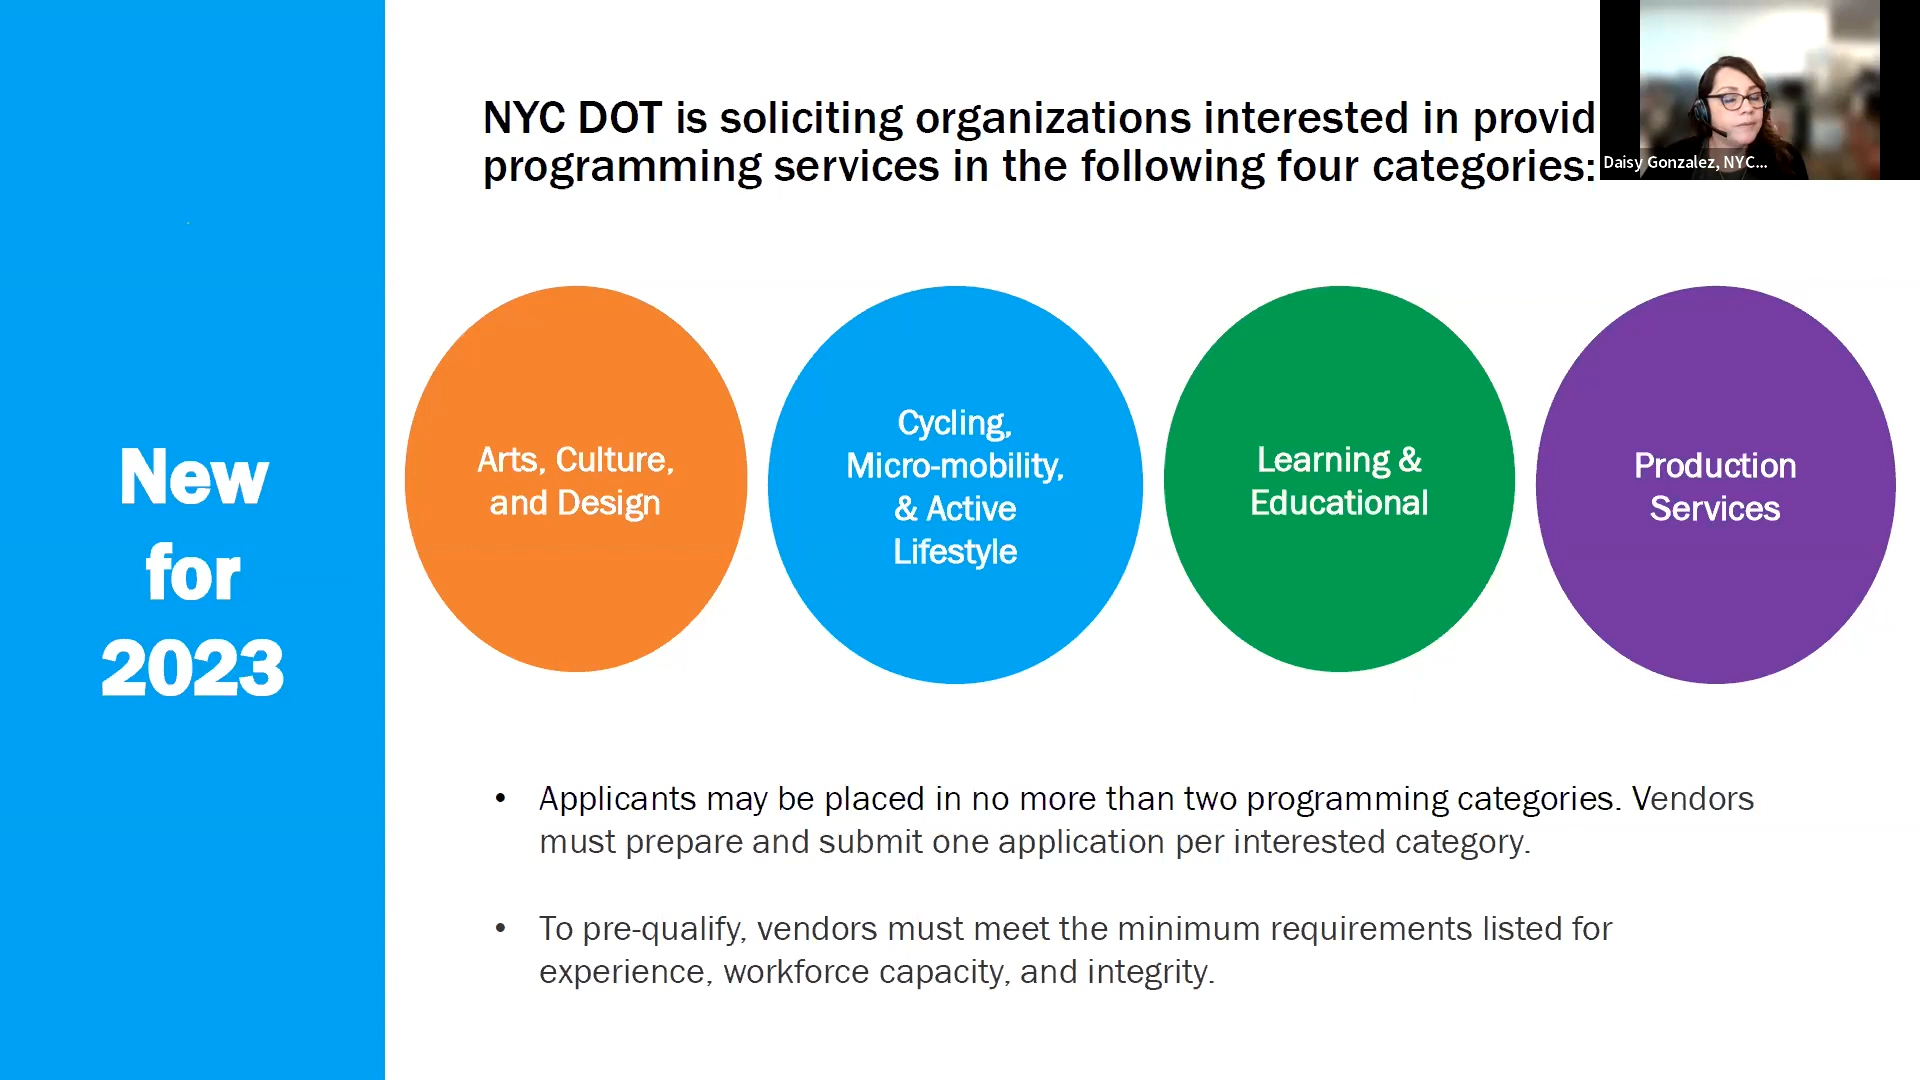 New
for
2023
NYC DOT is soliciting organizations interested in provid
programming services in the following four categories:
Daisy Gonzalez, NYC...
Arts, Culture,
and Design
Cycling,
Micro-mobility,
& Active
Lifestyle
Learning &
Educational
Production
Services
• Applicants may be placed in no more than two programming categories. Vendors
must prepare and submit one application per interested category.
• To pre-qualify, vendors must meet the minimum requirements listed for
experience, workforce capacity, and integrity.